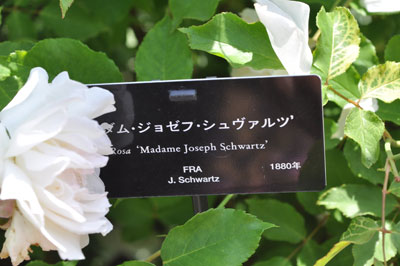 ダム・ジョゼフ・シュヴァルツ'
Rosa 'Madame Joseph Schwartz'
FRA 1880年
J. Schwartz